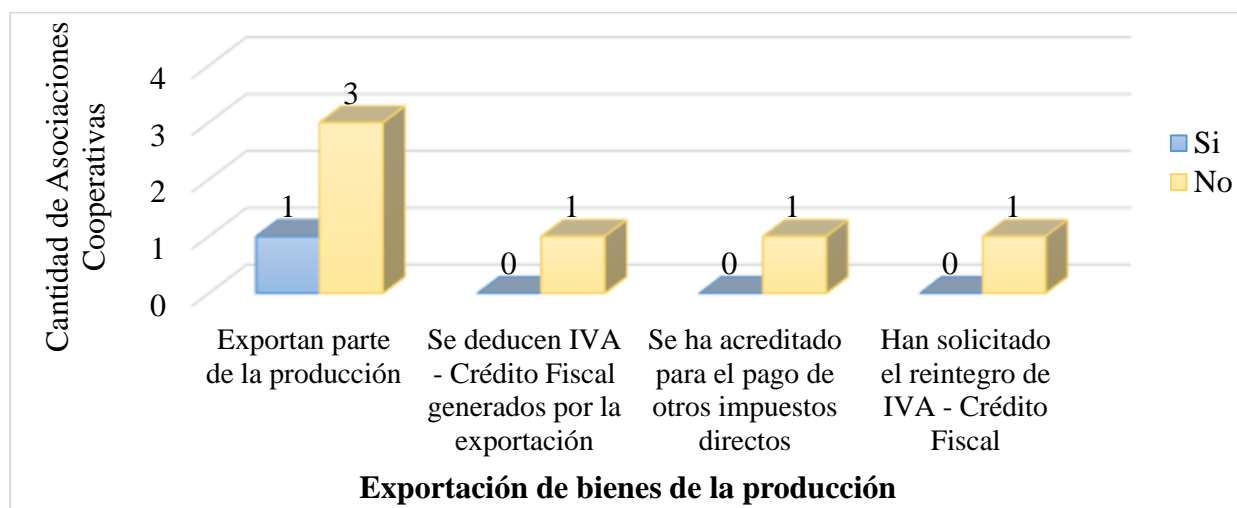 Cantidad de Asociaciones
Cooperativas
4
3
2
1
0
1
3
0
1
0
1
0
1
Si
No
Exportan parte
de la producción
Se deducen IVA
- Crédito Fiscal
generados por la
exportación
Se ha acreditado
para el pago de
otros impuestos
directos
Han solicitado
el reintegro de
IVA - Crédito
Fiscal
Exportación de bienes de la producción